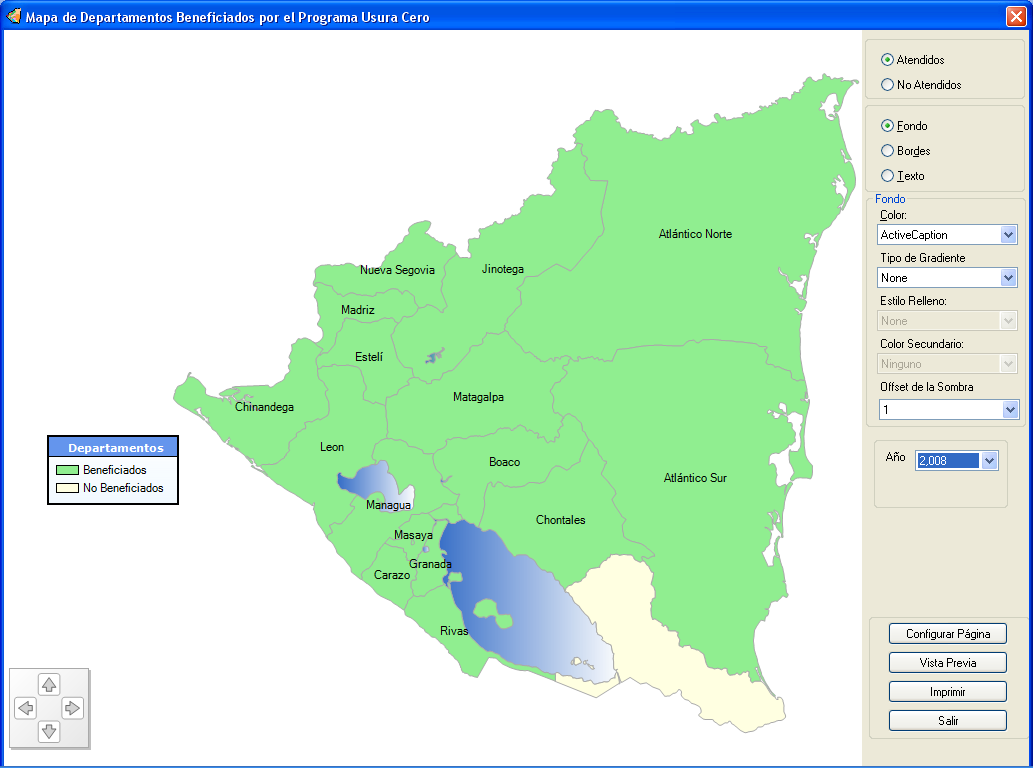 Mapa de Departamentos Beneficiados por el Programa Usura Cero
Atendidos
No Atendidos
Fondo
Bordes
Texto
Fondo
Color:
ActiveCaption
Tipo de Gradiente
None
Estilo Relleno:
None
Color Secundario:
Ninguno
Offset de la Sombra
1
Año 2,008
Configurar Página
Vista Previa
Imprimir
Salir
Atlántico Norte
Nueva Segovia
Jinotega
Madriz
Estelí
Matagalpa
Chinandega
Leon
Boaco
Atlántico Sur
Managua
Chontales
Masaya
Granada
Carazo
Rivas
Departamentos
Beneficiados
No Beneficiados